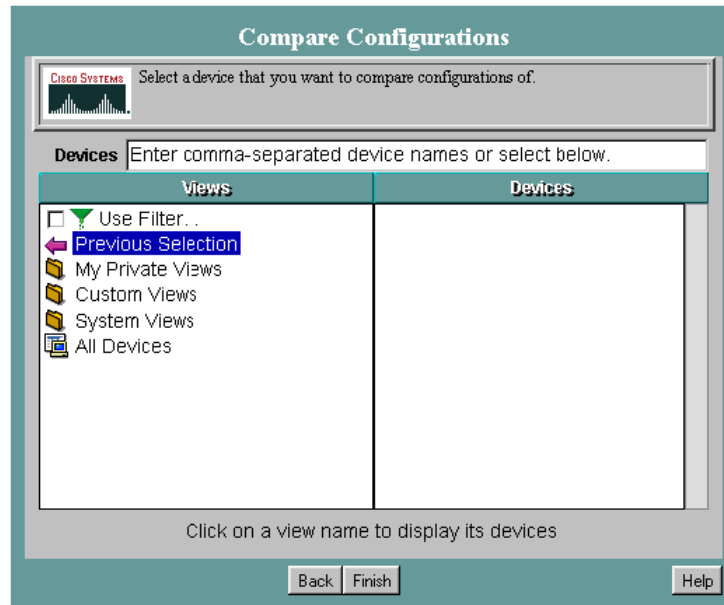 Compare Configurations
CISCO SYSTEMS
Select a device that you want to compare configurations of.
Devices Enter comma-separated device names or select below.
Views Devices
Use Filter. .
Previous Selection
My Private Views
Custom Views
System Views
All Devices
Click on a view name to display its devices
Back Finish Help